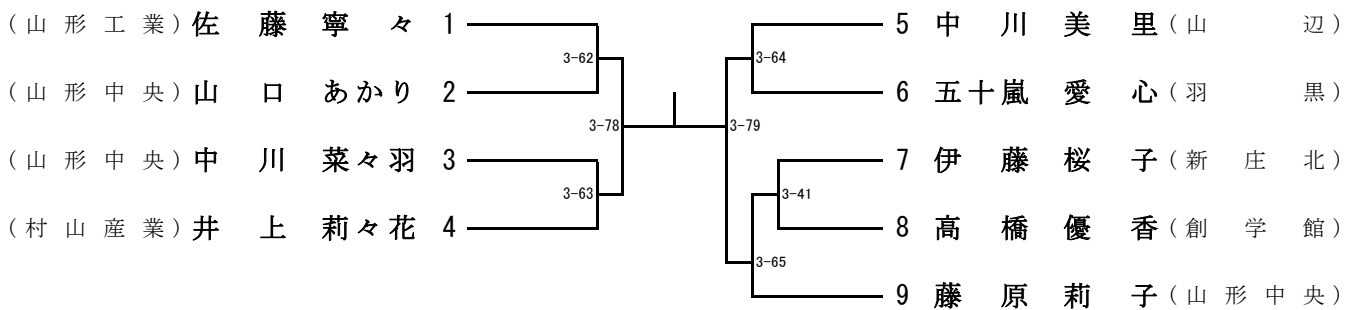 (山形工業) 佐藤寧々 1
3-62
(山形中央) 山口あかり 2
3-78
(山形中央) 中川菜々羽 3
3-63
(村山産業) 井上莉々花 4
5 中川美里 (山辺)
3-64
6 五十嵐愛心 (羽黒)
3-79
7 伊藤桜子 (新庄北)
3-41
8 高橋優香 (創学館)
3-65
9 藤原莉子 (山形中央)